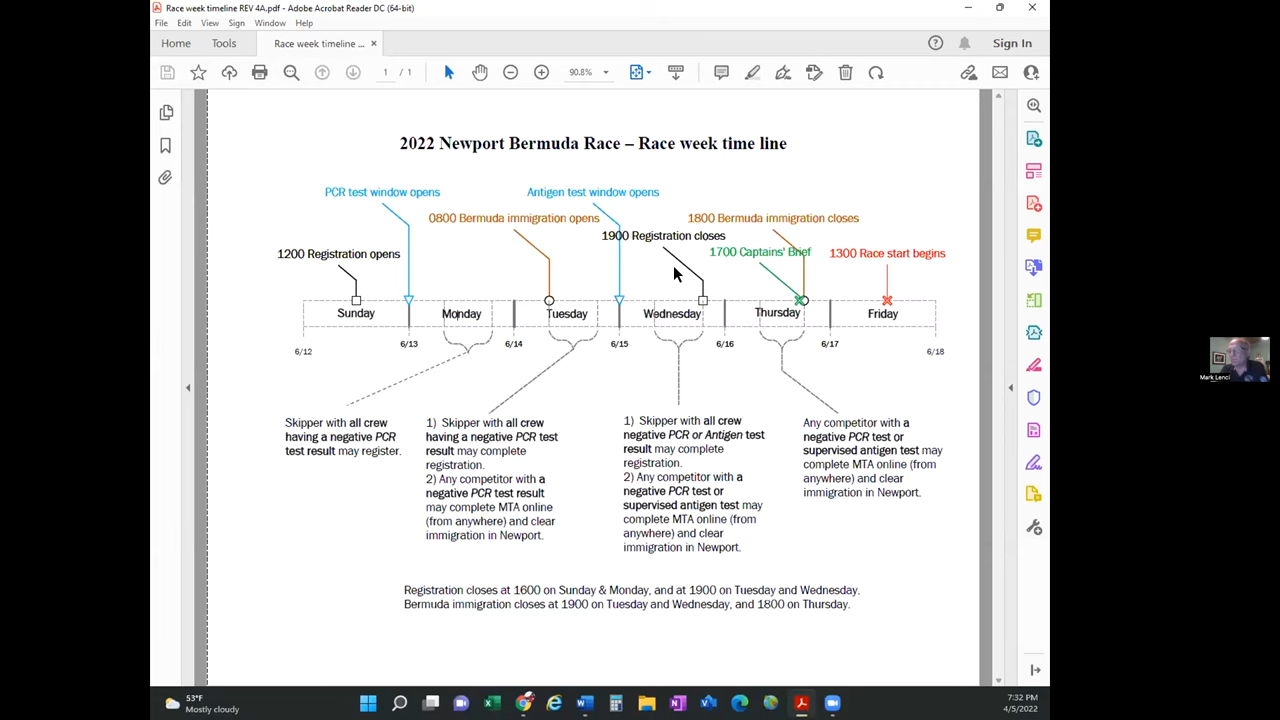 Race week timeline REV 4A.pdf - Adobe Acrobat Reader DC (64-bit)
File Edit View Sign Window Help
Home Tools Race week timeline ... × Sign In
1 / 1 90.8%
2022 Newport Bermuda Race – Race week time line
PCR test window opens Antigen test window opens
0800 Bermuda immigration opens 1800 Bermuda immigration closes
1900 Registration closes
1200 Registration opens 1700 Captains' Brief 1300 Race start begins
Sunday Monday Tuesday Wednesday Thursday Friday
6/12 6/13 6/14 6/15 6/16 6/17 6/18
Skipper with all crew
having a negative PCR
test result may register.
1) Skipper with all crew
having a negative PCR test
result may complete
registration.
2) Any competitor with a
negative PCR test result
may complete MTA online
(from anywhere) and clear
immigration in Newport.
1) Skipper with all crew
negative PCR or Antigen test
result may complete
registration.
2) Any competitor with a
negative PCR test or
supervised antigen test may
complete MTA online (from
anywhere) and clear
immigration in Newport.
Any competitor with a
negative PCR test or
supervised antigen test may
complete MTA online (from
anywhere) and clear
immigration in Newport.
Registration closes at 1600 on Sunday & Monday, and at 1900 on Tuesday and Wednesday.
Bermuda immigration closes at 1900 on Tuesday and Wednesday, and 1800 on Thursday.
Mark Lenci
53°F
Mostly cloudy
7:32 PM
4/5/2022